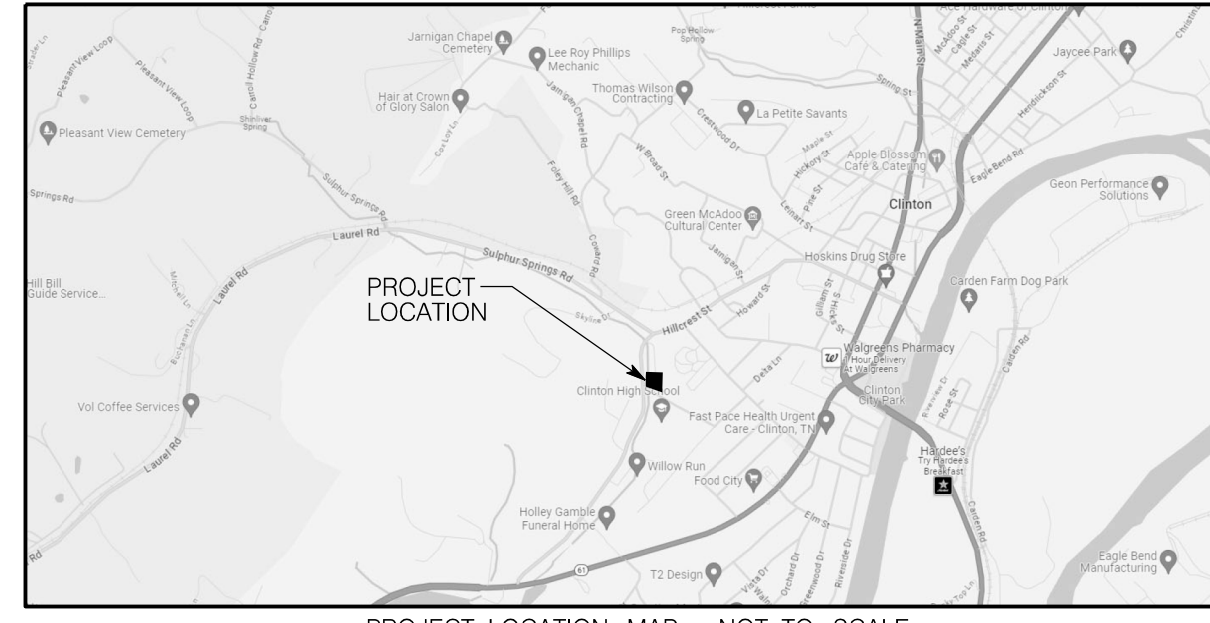 Ace Hardware of Clinton
Pop Hollow
Spring
Jarnigan Chapel
Cemetery
Lee Roy Phillips
Mechanic
N Main St
McAdoo St
Eagle St
Medaris St
Jaycee Park
Christina
Pleasant View Loop
Pleasant View Loop
Carroll Hollow Rd
Hair at Crown
of Glory Salon
Jarnigan Chapel Rd
Thomas Wilson
Contracting
La Petite Savants
Spring St
Hendrickson St
Pleasant View Cemetery
Shinliver
Spring
Cox Loy Ln
Foley Hill Rd
W Broad St
Crestwood Dr
Maple St
Hickory St
Pine St
Apple Blossom
Cafe & Catering
Eagle Bend Rd
Springs Rd
Sulphur Springs Rd
Laurel Rd
Leinart St
Clinton
Geon Performance
Solutions
Green McAdoo
Cultural Center
Coward Rd
Jarnigan St
Hoskins Drug Store
Sulphur Springs Rd
Laurel Rd
Hill Bill
Guide Service...
Mitchell Ln
Buchanan Ln
PROJECT
LOCATION
Skyline Dr
Hillcrest St
Howard St
Gilliam St
S Hicks St
Carden Farm Dog Park
Carden Rd
Walgreens Pharmacy
1 Hour Delivery
At Walgreens
Delta Ln
Clinton High School
Clinton
City Park
Riverview Dr
Rose St
Vol Coffee Services
Fast Pace Health Urgent
Care - Clinton, TN
Laurel Rd
Willow Run
Food City
Hardee's
Try Hardee's
Breakfast
Holley Gamble
Funeral Home
Elm St
Carden Rd
Rd
61
T2 Design
Vista Dr
Orchard Dr
Greenwood Dr
Riverside Dr
Eagle Bend
Manufacturing
PROJECT LOCATION MAP - NOT TO SCALE